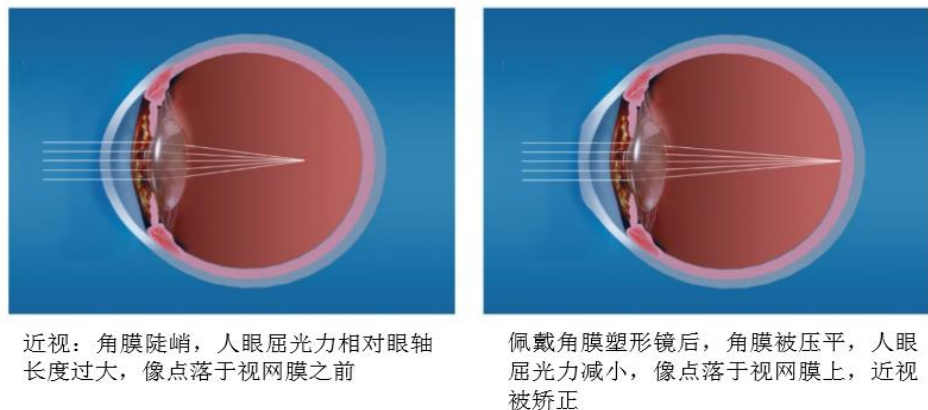 近视：角膜陡峭，人眼屈光力相对眼轴
长度过大，像点落于视网膜之前
佩戴角膜塑形镜后，角膜被压平，人眼
屈光力减小，像点落于视网膜上，近视
被矫正